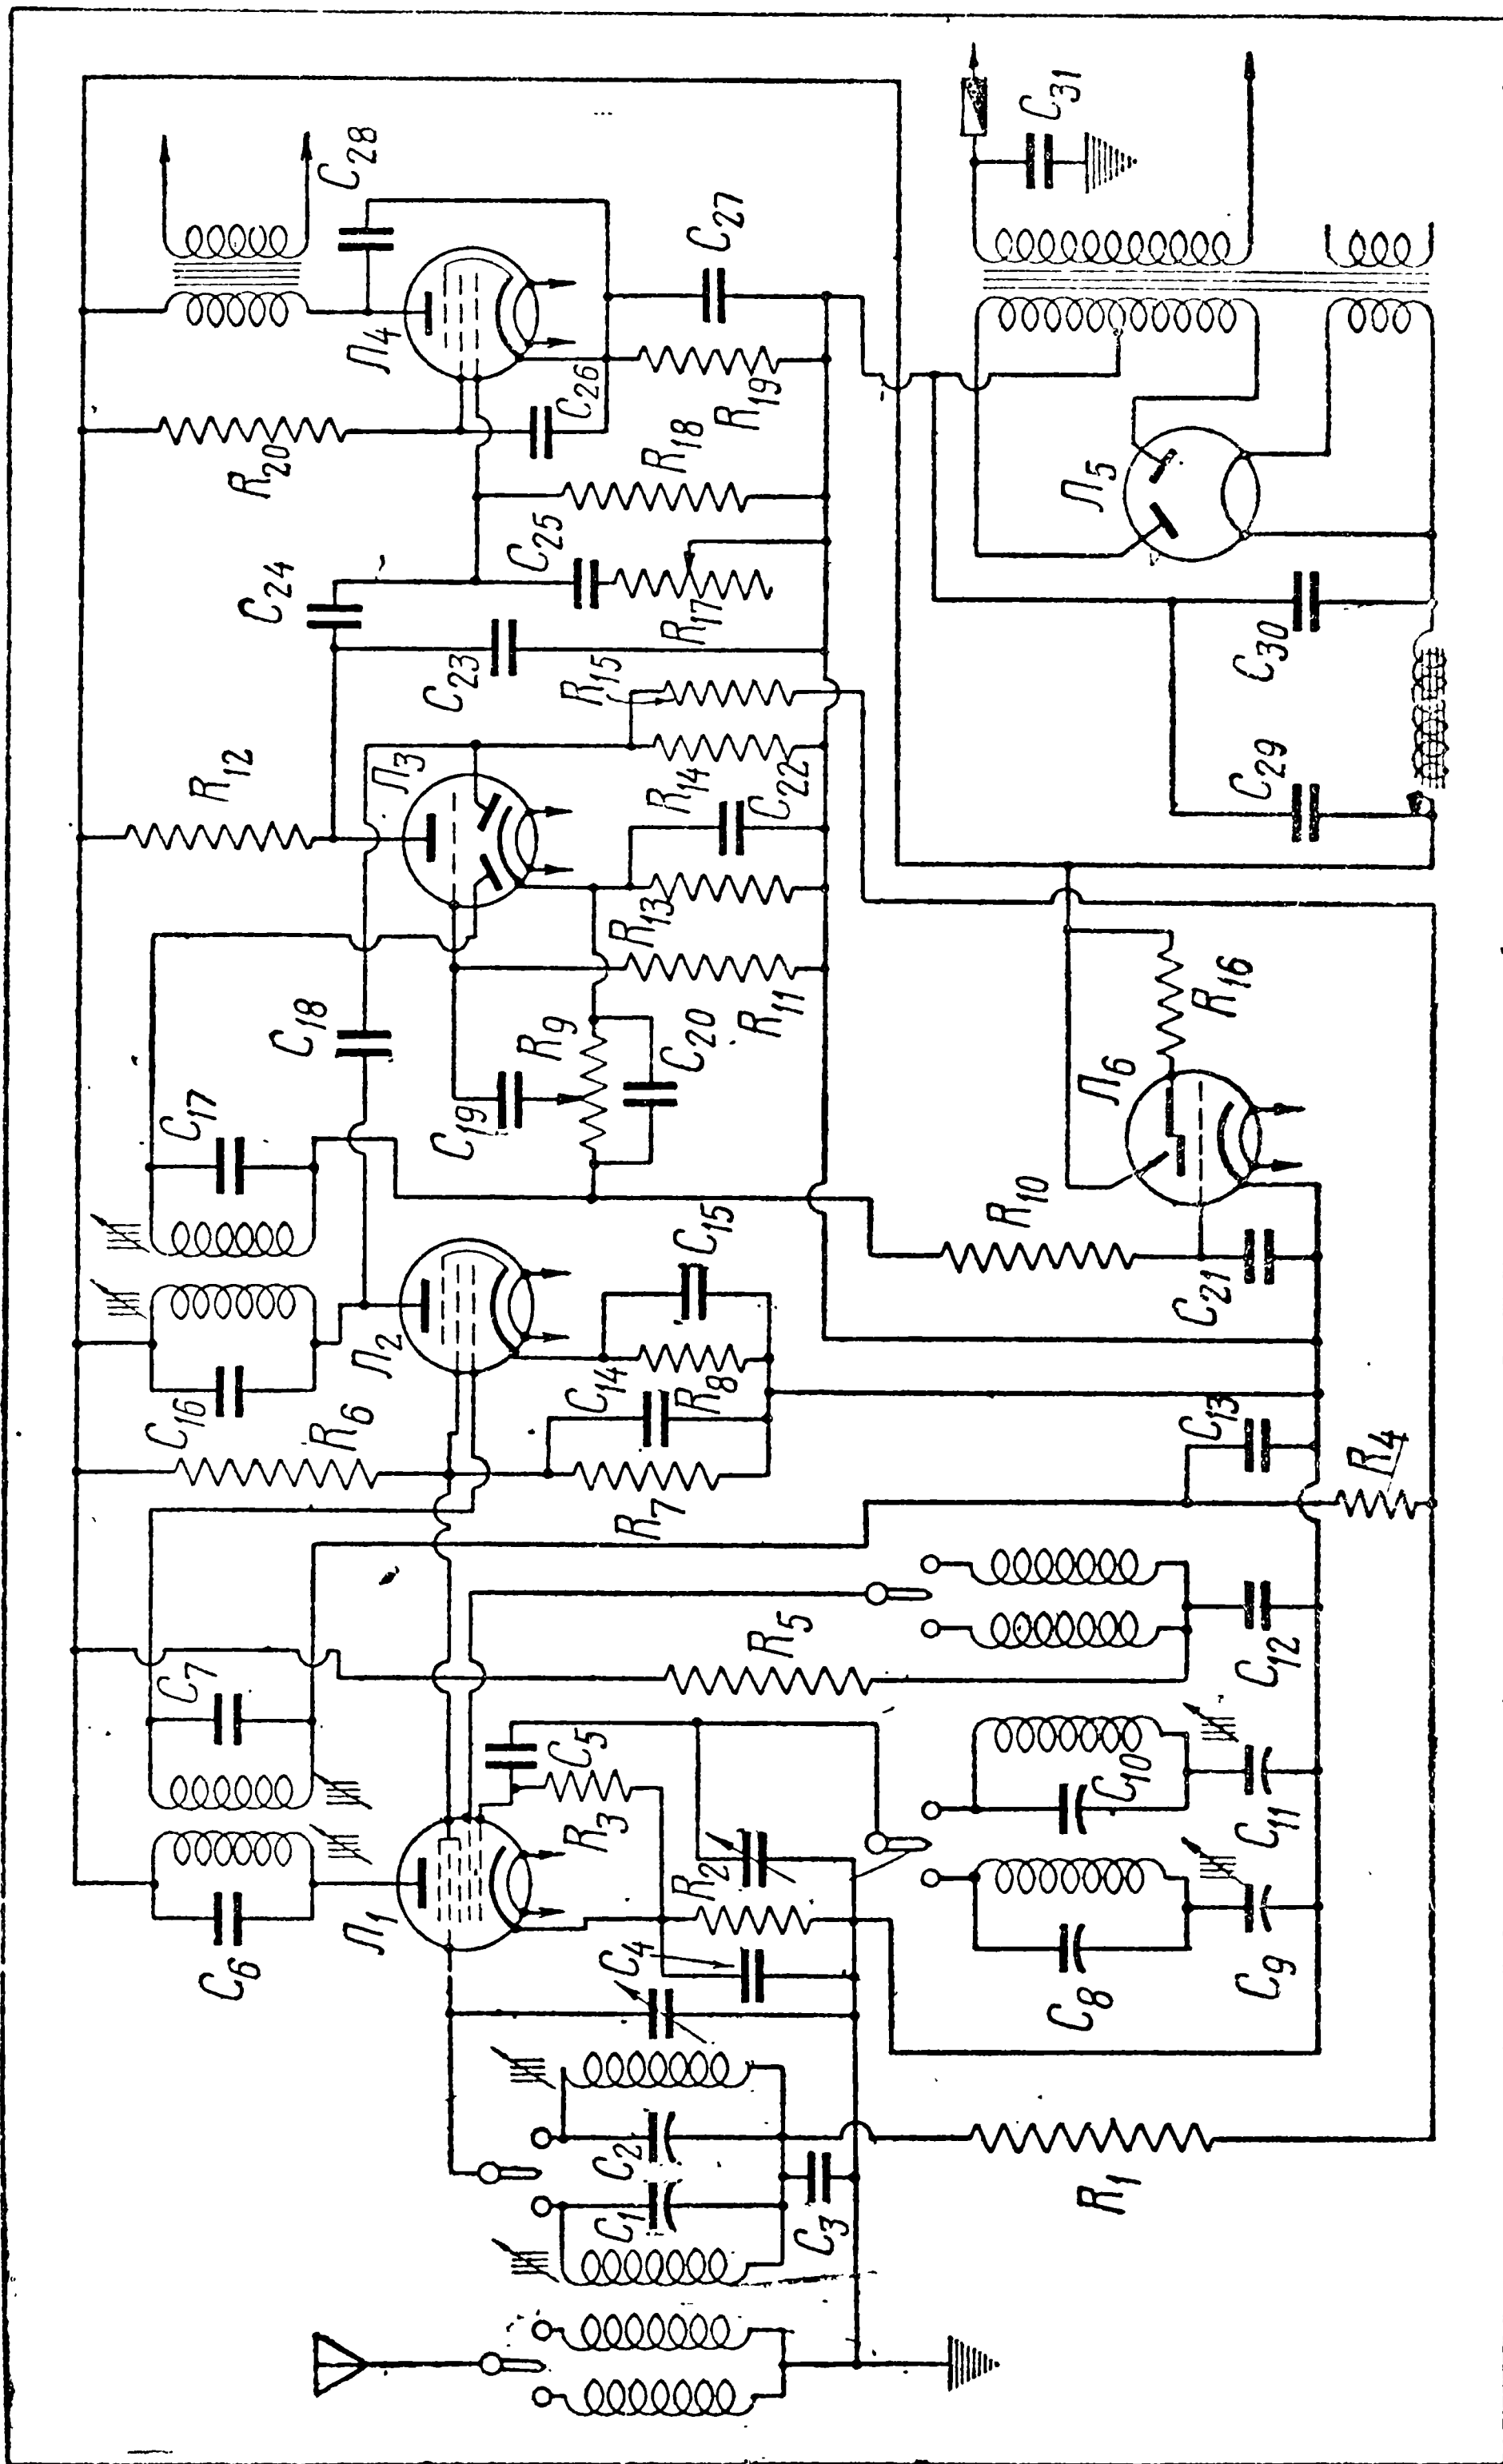 C₆
C₇
C₁₆
R₆
C₁₇
C₁₈
R₁₂
C₂₄
R₂₀
C₂₈
Л₁
Л₂
Л₃
Л₄
C₅
R₃
C₁₄
R₇
R₈
C₁₅
C₁₉
R₉
C₂₀
R₁₁
R₁₃
R₁₄
C₂₂
C₂₃
R₁₅
R₁₇
C₂₅
R₁₈
C₂₆
R₁₉
C₂₇
C₃₁
C₁
C₂
C₃
C₄
R₂
R₅
R₁₀
Л₆
R₁₆
Л₅
R₁
C₈
C₉
C₁₀
C₁₁
C₁₂
C₁₃
R₄
C₂₁
C₂₉
C₃₀